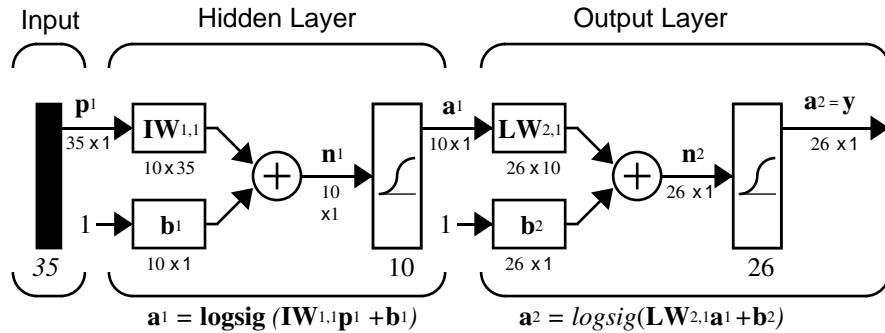 Input Hidden Layer Output Layer
p1 a1 a2 = y
IW1,1 LW2,1
35 x 1 10 x 1 26 x 1
n1 n2
10 x 35 26 x 10
10 x1 26 x 1
1 b1 1 b2
10 x 1 26 x 1
35 10 26
a1 = logsig (IW1,1p1 +b1) a2 = logsig(LW2,1a1 +b2)